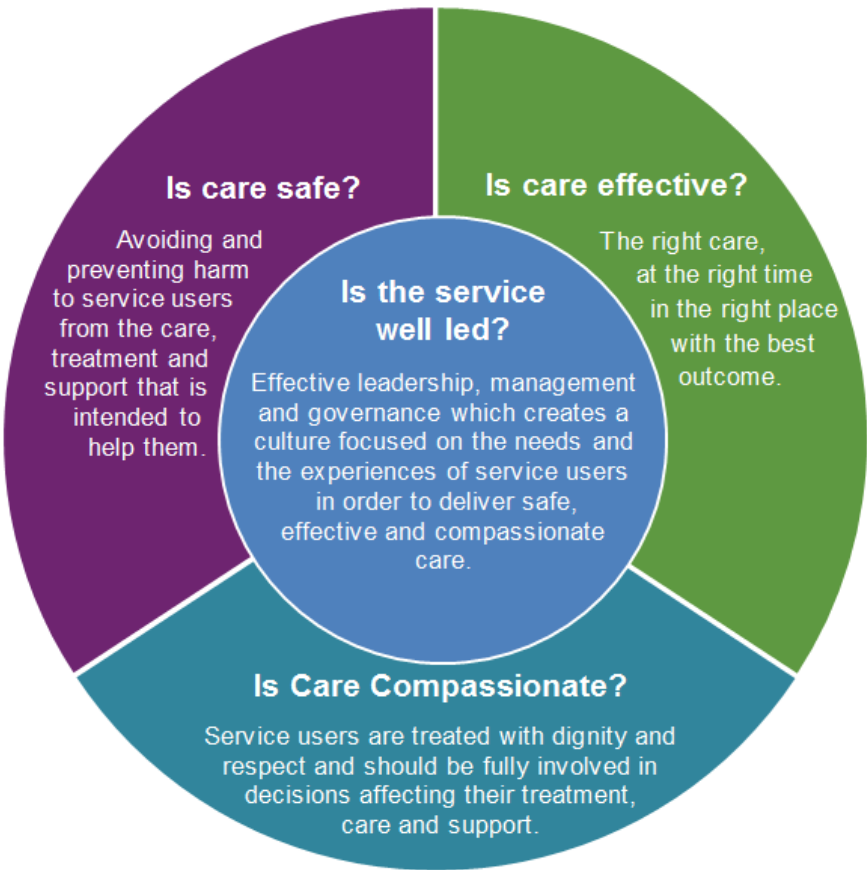 Is care safe?
Avoiding and
preventing harm
to service users
from the care,
treatment and
support that is
intended to
help them.
Is care effective?
The right care,
at the right time
in the right place
with the best
outcome.
Is the service
well led?
Effective leadership, management
and governance which creates a
culture focused on the needs and
the experiences of service users
in order to deliver safe,
effective and compassionate
care.
Is Care Compassionate?
Service users are treated with dignity and
respect and should be fully involved in
decisions affecting their treatment,
care and support.